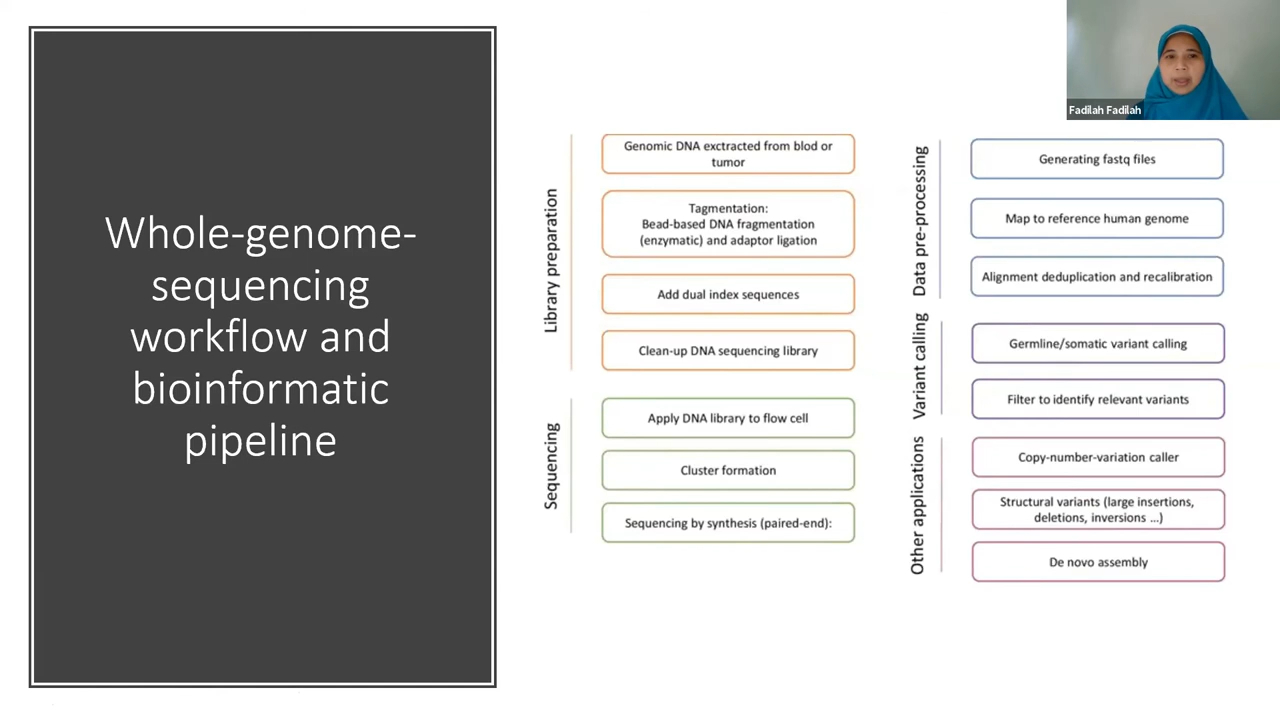 Whole-genome-
sequencing
workflow and
bioinformatic
pipeline
Library preparation
Genomic DNA exctracted from blod or
tumor
Tagmentation:
Bead-based DNA fragmentation
(enzymatic) and adaptor ligation
Add dual index sequences
Clean-up DNA sequencing library
Sequencing
Apply DNA library to flow cell
Cluster formation
Sequencing by synthesis (paired-end):
Data pre-processing
Generating fastq files
Map to reference human genome
Alignment deduplication and recalibration
Variant calling
Germline/somatic variant calling
Filter to identify relevant variants
Other applications
Copy-number-variation caller
Structural variants (large insertions,
deletions, inversions ...)
De novo assembly
Fadilah Fadilah